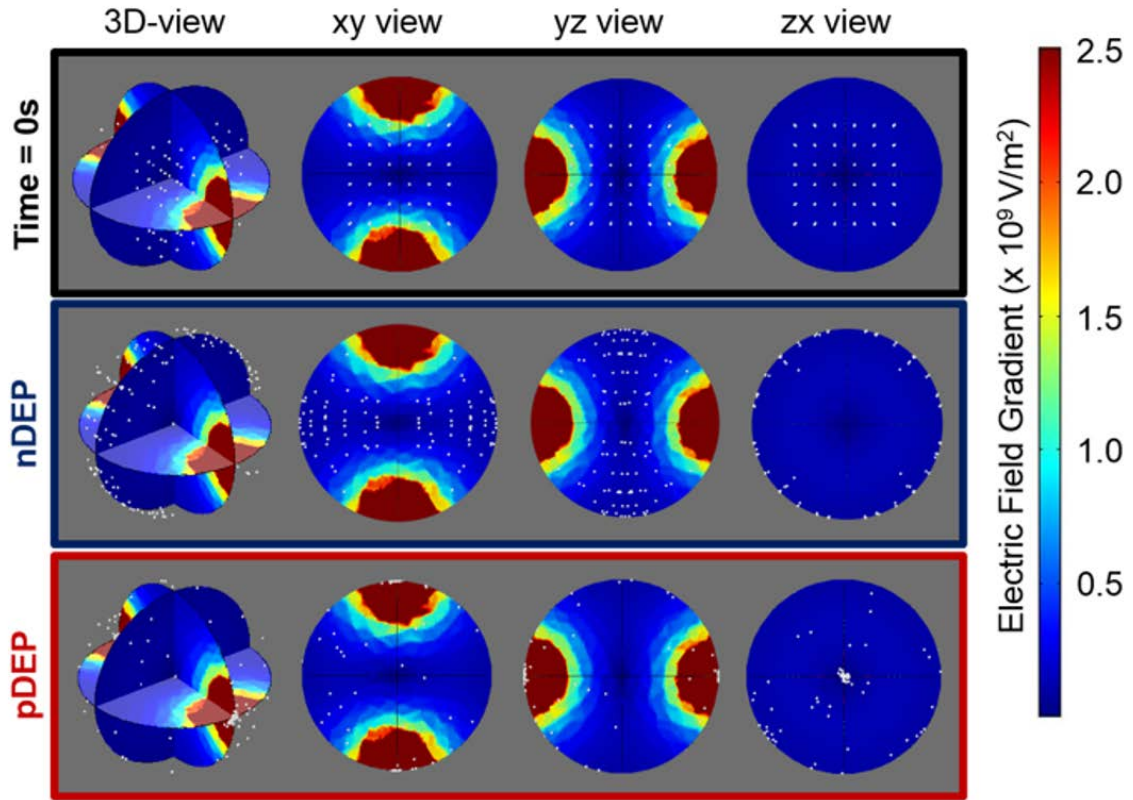 3D-view xy view yz view zx view
Time = 0s
nDEP
pDEP
Electric Field Gradient (x 10⁹ V/m²)
2.5
2.0
1.5
1.0
0.5